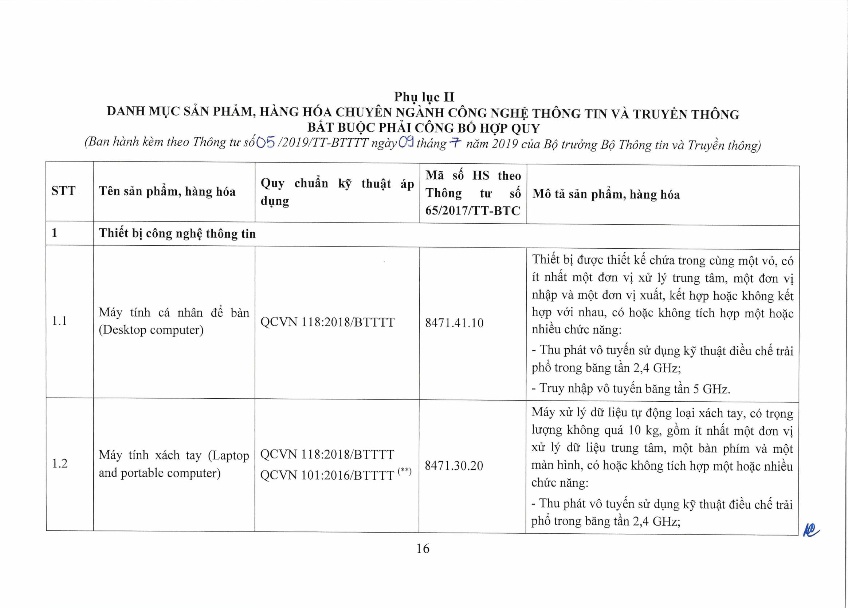 Phụ lục II
DANH MỤC SẢN PHẨM, HÀNG HÓA CHUYÊN NGÀNH CÔNG NGHỆ THÔNG TIN VÀ TRUYỀN THÔNG
BẮT BUỘC PHẢI CÔNG BỐ HỢP QUY
(Ban hành kèm theo Thông tư số 05 /2019/TT-BTTTT ngày 09 tháng 7 năm 2019 của Bộ trưởng Bộ Thông tin và Truyền thông)
STT
Tên sản phẩm, hàng hóa
Quy chuẩn kỹ thuật áp
dụng
Mã số HS theo
Thông tư số
65/2017/TT-BTC
Mô tả sản phẩm, hàng hóa
1
Thiết bị công nghệ thông tin
1.1
Máy tính cá nhân để bàn
(Desktop computer)
QCVN 118:2018/BTTTT
8471.41.10
Thiết bị được thiết kế chứa trong cùng một vỏ, có
ít nhất một đơn vị xử lý trung tâm, một đơn vị
nhập và một đơn vị xuất, kết hợp hoặc không kết
hợp với nhau, có hoặc không tích hợp một hoặc
nhiều chức năng:
- Thu phát vô tuyến sử dụng kỹ thuật điều chế trải
phổ trong băng tần 2,4 GHz;
- Truy nhập vô tuyến băng tần 5 GHz.
1.2
Máy tính xách tay (Laptop
and portable computer)
QCVN 118:2018/BTTTT
QCVN 101:2016/BTTTT (**)
8471.30.20
Máy xử lý dữ liệu tự động loại xách tay, có trọng
lượng không quá 10 kg, gồm ít nhất một đơn vị
xử lý dữ liệu trung tâm, một bàn phím và một
màn hình, có hoặc không tích hợp một hoặc nhiều
chức năng:
- Thu phát vô tuyến sử dụng kỹ thuật điều chế trải
phổ trong băng tần 2,4 GHz;
16